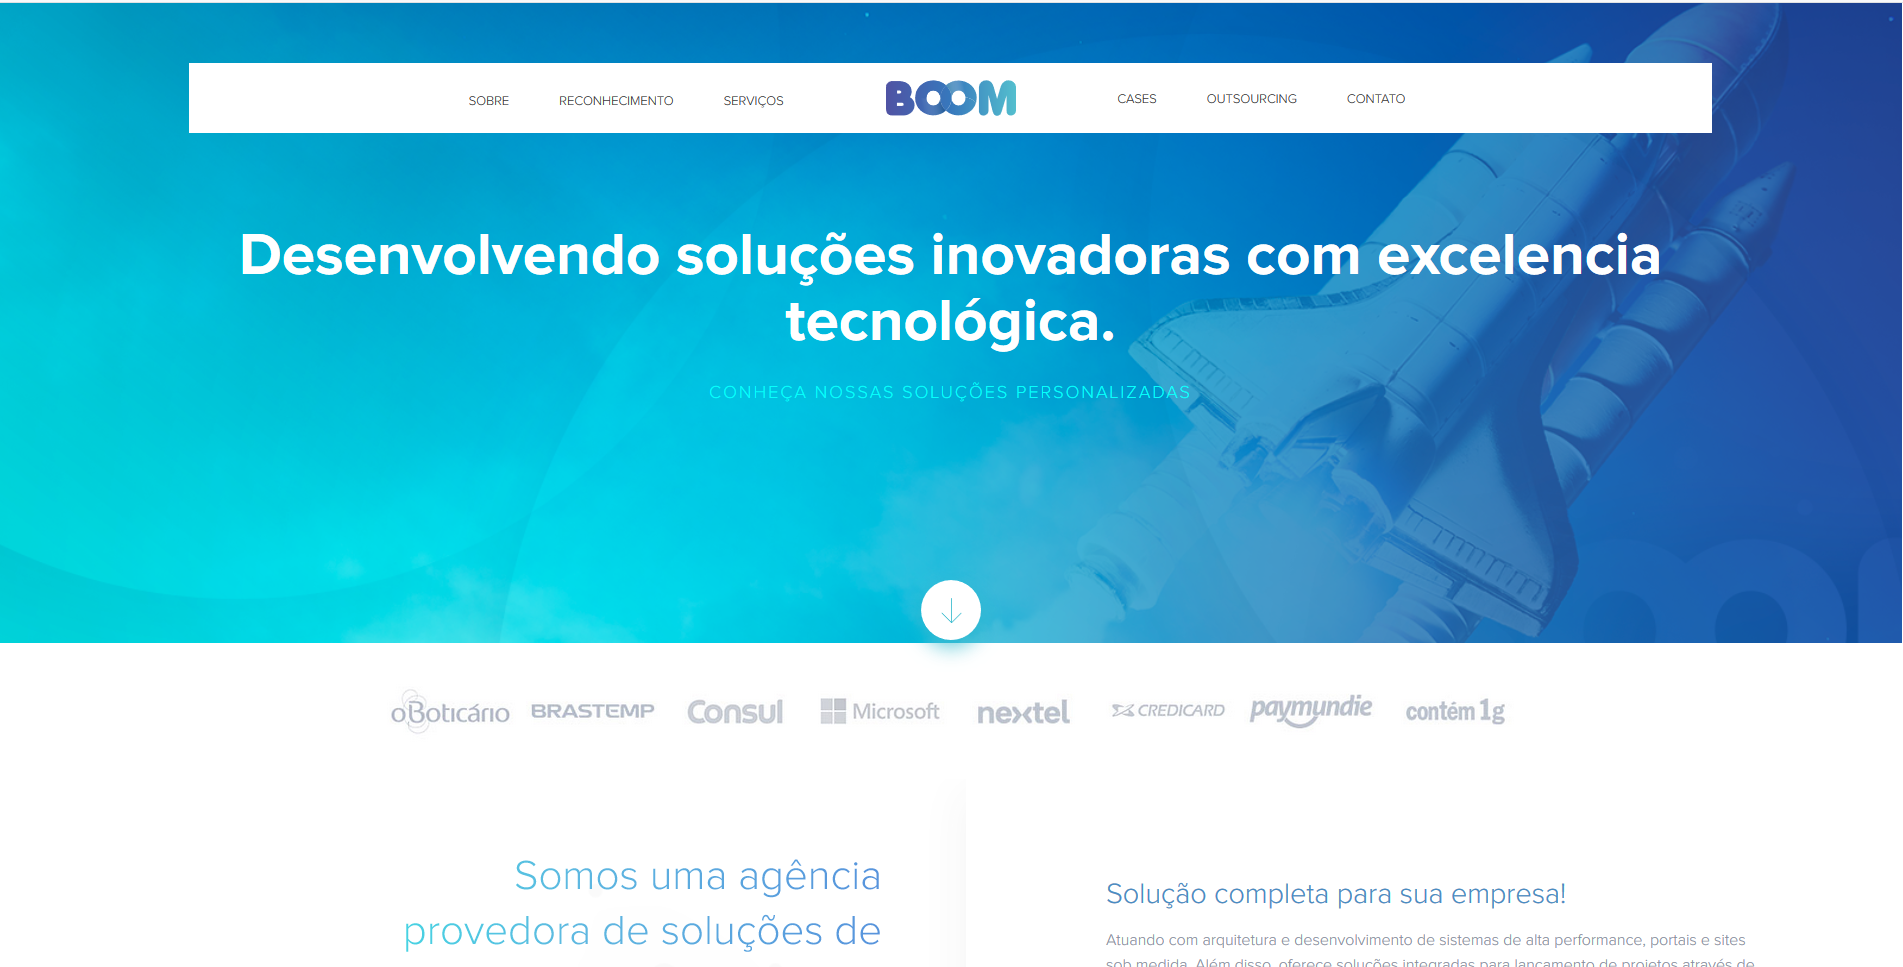 SOBRE RECONHECIMENTO SERVIÇOS BOOM CASES OUTSOURCING CONTATO
Desenvolvendo soluções inovadoras com excelencia
tecnológica.
CONHEÇA NOSSAS SOLUÇÕES PERSONALIZADAS
oBoticário BRASTEMP Consul Microsoft nextel CREDICARD paymundie contém 1g
Somos uma agência
provedora de soluções de
Solução completa para sua empresa!
Atuando com arquitetura e desenvolvimento de sistemas de alta performance, portais e sites
sob medida. Além disso, oferece soluções integradas para lançamento de projetos através de